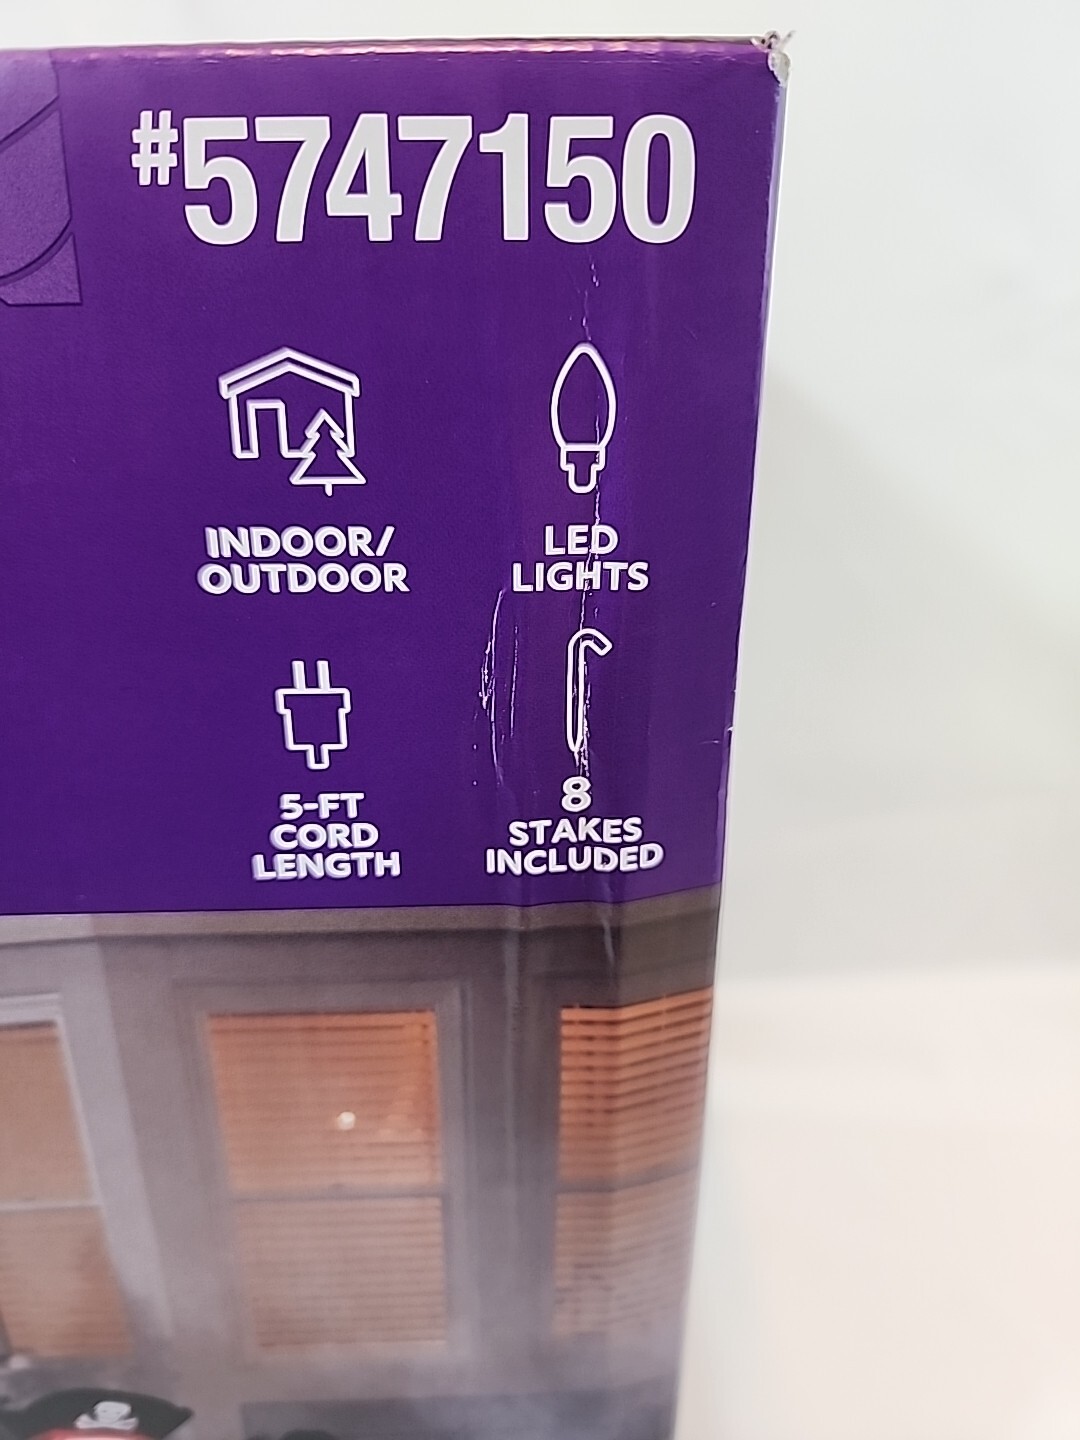 #5747150
INDOOR/
OUTDOOR
LED
LIGHTS
5-FT
CORD
LENGTH
8
STAKES
INCLUDED